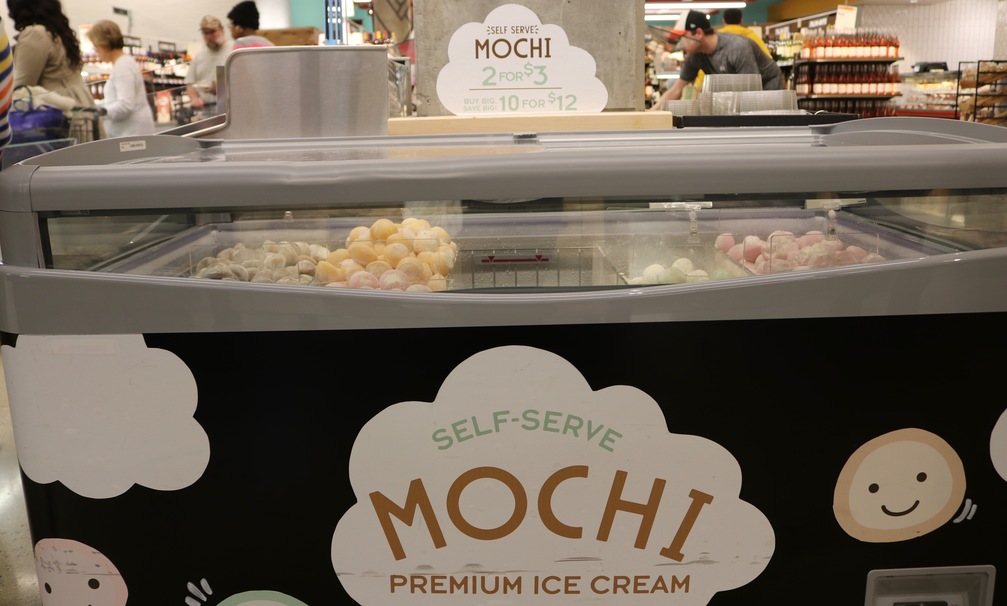 SELF SERVE
MOCHI
2 FOR $3
BUY BIG, SAVE BIG! 10 FOR $12
SELF-SERVE
MOCHI
PREMIUM ICE CREAM